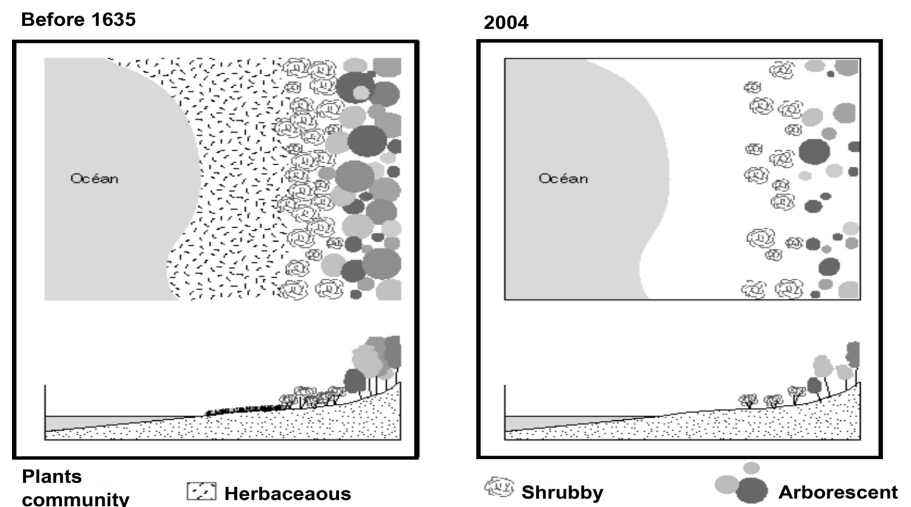 Before 1635
2004
Océan
Océan
Plants
community
Herbaceaous
Shrubby
Arborescent